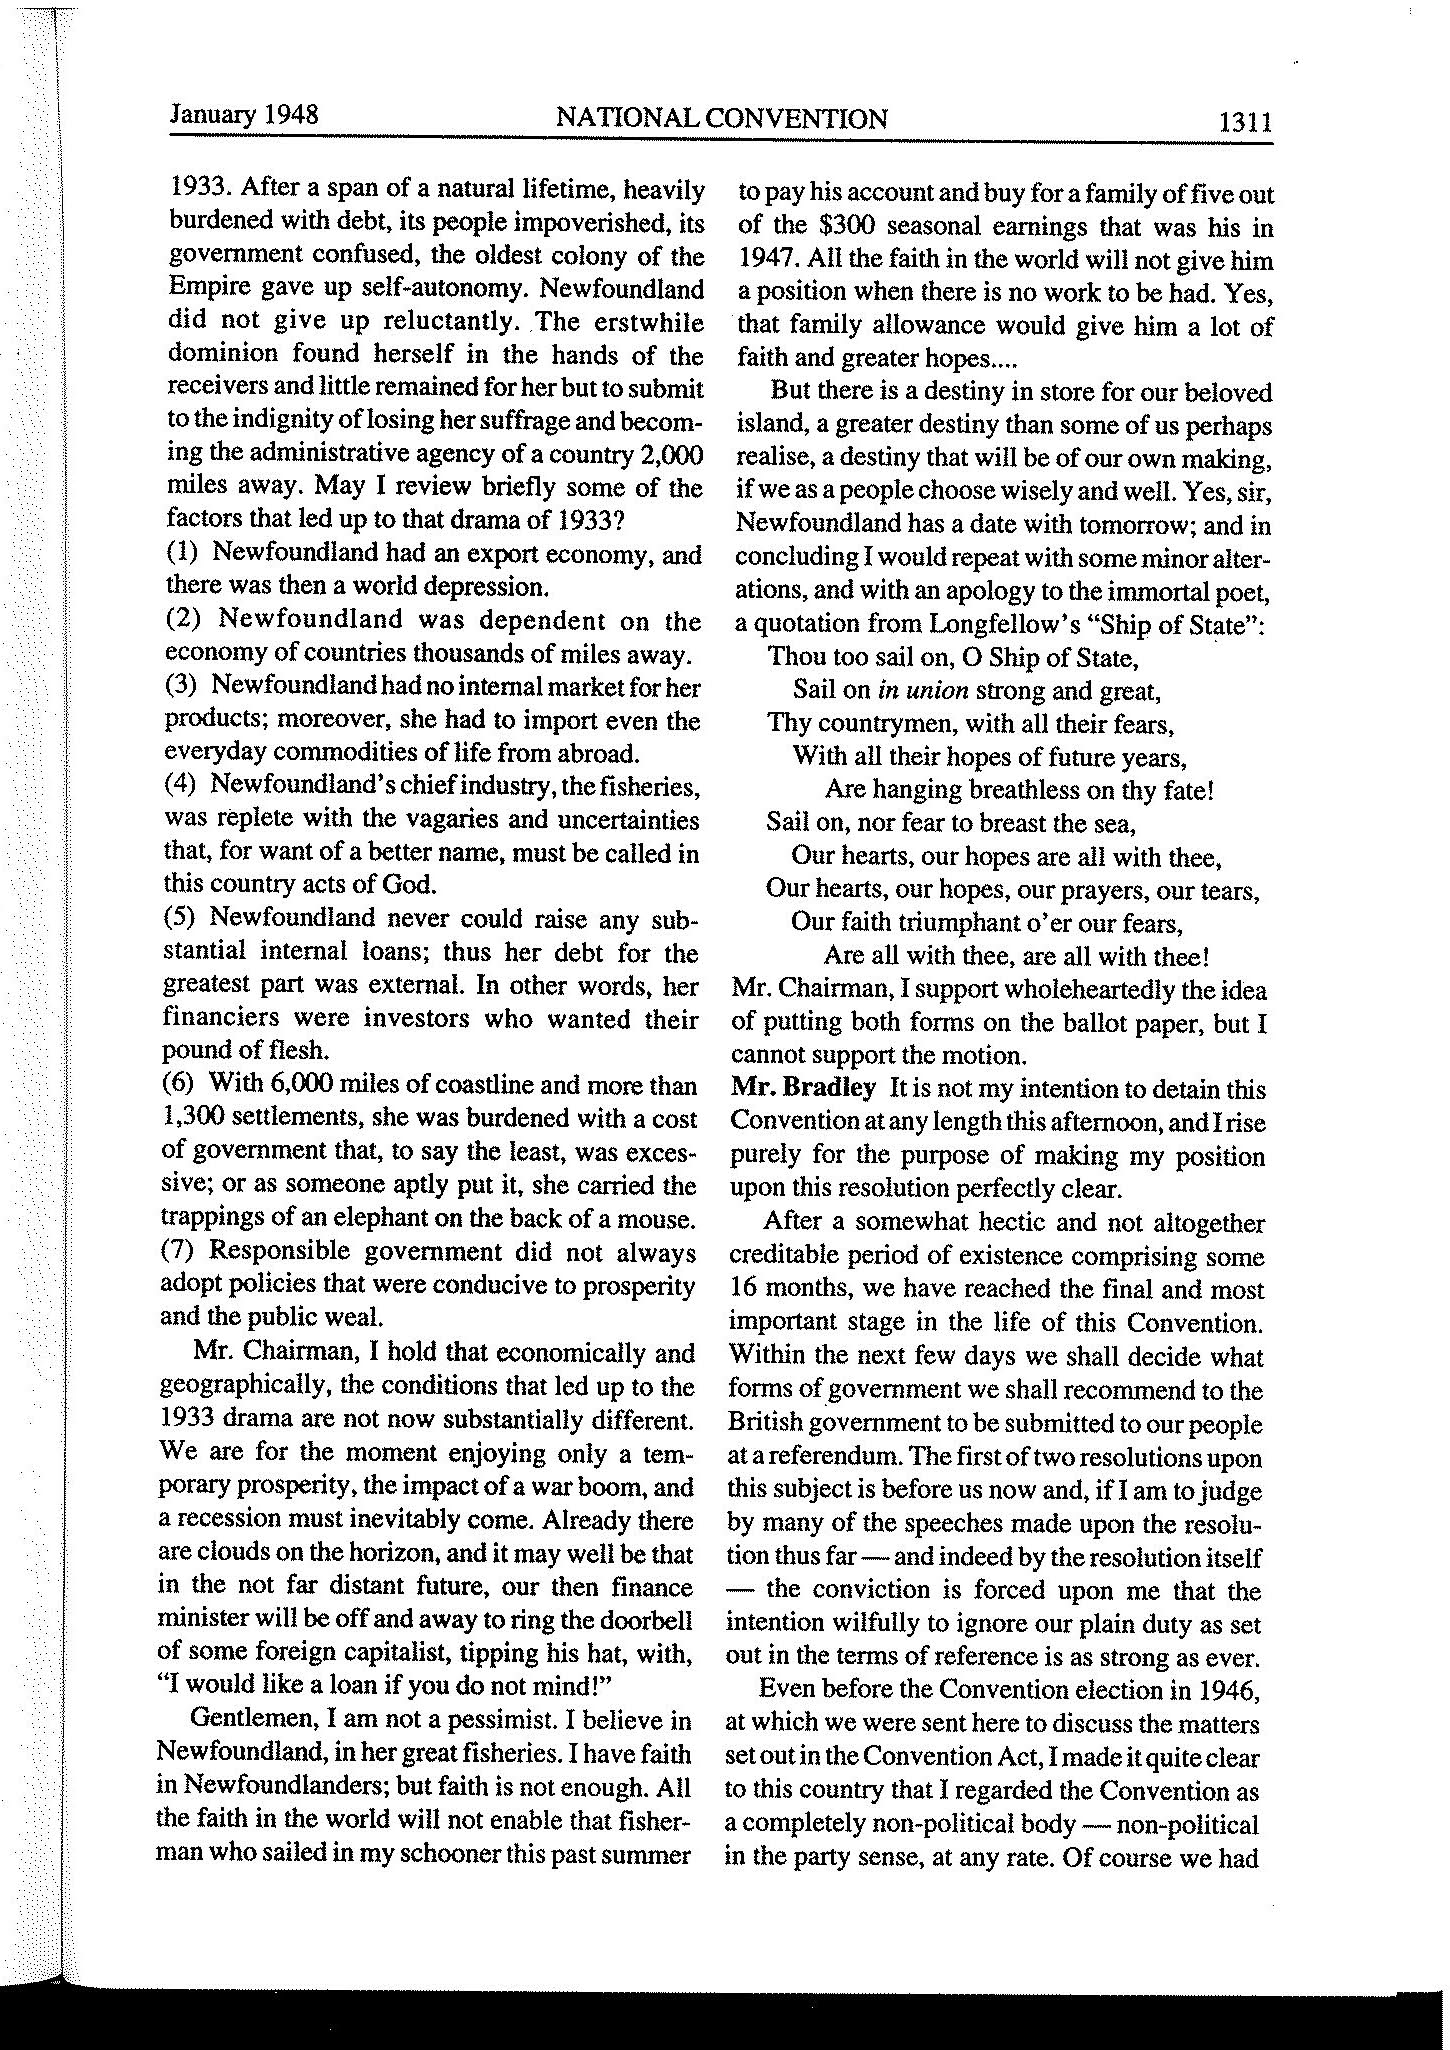 January 1948
NATIONAL CONVENTION
1311
1933. After a span of a natural lifetime, heavily
burdened with debt, its people impoverished, its
government confused, the oldest colony of the
Empire gave up self-autonomy. Newfoundland
did not give up reluctantly. The erstwhile
dominion found herself in the hands of the
receivers and little remained for her but to submit
to the indignity of losing her suffrage and becom-
ing the administrative agency of a country 2,000
miles away. May I review briefly some of the
factors that led up to that drama of 1933?
(1) Newfoundland had an export economy, and
there was then a world depression.
(2) Newfoundland was dependent on the
economy of countries thousands of miles away.
(3) Newfoundland had no internal market for her
products; moreover, she had to import even the
everyday commodities of life from abroad.
(4) Newfoundland's chief industry, the fisheries,
was replete with the vagaries and uncertainties
that, for want of a better name, must be called in
this country acts of God.
(5) Newfoundland never could raise any sub-
stantial internal loans; thus her debt for the
greatest part was external. In other words, her
financiers were investors who wanted their
pound of flesh.
(6) With 6,000 miles of coastline and more than
1,300 settlements, she was burdened with a cost
of government that, to say the least, was exces-
sive; or as someone aptly put it, she carried the
trappings of an elephant on the back of a mouse.
(7) Responsible government did not always
adopt policies that were conducive to prosperity
and the public weal.
Mr. Chairman, I hold that economically and
geographically, the conditions that led up to the
1933 drama are not now substantially different.
We are for the moment enjoying only a tem-
porary prosperity, the impact of a war boom, and
a recession must inevitably come. Already there
are clouds on the horizon, and it may well be that
in the not far distant future, our then finance
minister will be off and away to ring the doorbell
of some foreign capitalist, tipping his hat, with,
"I would like a loan if you do not mind!"
Gentlemen, I am not a pessimist. I believe in
Newfoundland, in her great fisheries. I have faith
in Newfoundlanders; but faith is not enough. All
the faith in the world will not enable that fisher-
man who sailed in my schooner this past summer
to pay his account and buy for a family of five out
of the $300 seasonal earnings that was his in
1947. All the faith in the world will not give him
a position when there is no work to be had. Yes,
that family allowance would give him a lot of
faith and greater hopes....
But there is a destiny in store for our beloved
island, a greater destiny than some of us perhaps
realise, a destiny that will be of our own making,
if we as a people choose wisely and well. Yes, sir,
Newfoundland has a date with tomorrow; and in
concluding I would repeat with some minor alter-
ations, and with an apology to the immortal poet,
a quotation from Longfellow's "Ship of State":
Thou too sail on, O Ship of State,
Sail on in union strong and great,
Thy countrymen, with all their fears,
With all their hopes of future years,
Are hanging breathless on thy fate!
Sail on, nor fear to breast the sea,
Our hearts, our hopes are all with thee,
Our hearts, our hopes, our prayers, our tears,
Our faith triumphant o'er our fears,
Are all with thee, are all with thee!
Mr. Chairman, I support wholeheartedly the idea
of putting both forms on the ballot paper, but I
cannot support the motion.
Mr. Bradley It is not my intention to detain this
Convention at any length this afternoon, and I rise
purely for the purpose of making my position
upon this resolution perfectly clear.
After a somewhat hectic and not altogether
creditable period of existence comprising some
16 months, we have reached the final and most
important stage in the life of this Convention.
Within the next few days we shall decide what
forms of government we shall recommend to the
British government to be submitted to our people
at a referendum. The first of two resolutions upon
this subject is before us now and, if I am to judge
by many of the speeches made upon the resolu-
tion thus far — and indeed by the resolution itself
— the conviction is forced upon me that the
intention wilfully to ignore our plain duty as set
out in the terms of reference is as strong as ever.
Even before the Convention election in 1946,
at which we were sent here to discuss the matters
set out in the Convention Act, I made it quite clear
to this country that I regarded the Convention as
a completely non-political body — non-political
in the party sense, at any rate. Of course we had